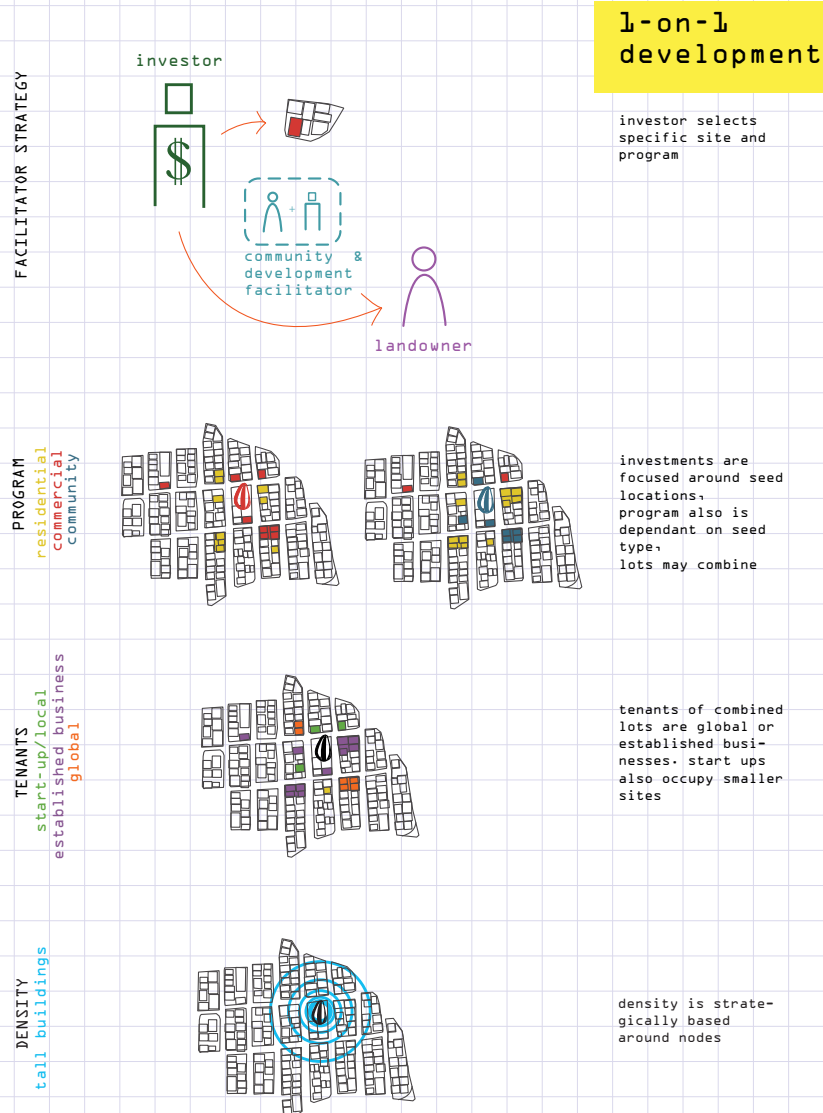 1-on-1
development
FACILITATOR STRATEGY
investor
$
+
community &
development
facilitator
landowner
investor selects
specific site and
program
PROGRAM
residential
commercial
community
investments are
focused around seed
locations,
program also is
dependant on seed
type,
lots may combine
TENANTS
start-up/local
established business
global
tenants of combined
lots are global or
established busi-
nesses. start ups
also occupy smaller
sites
DENSITY
tall buildings
density is strate-
gically based
around nodes